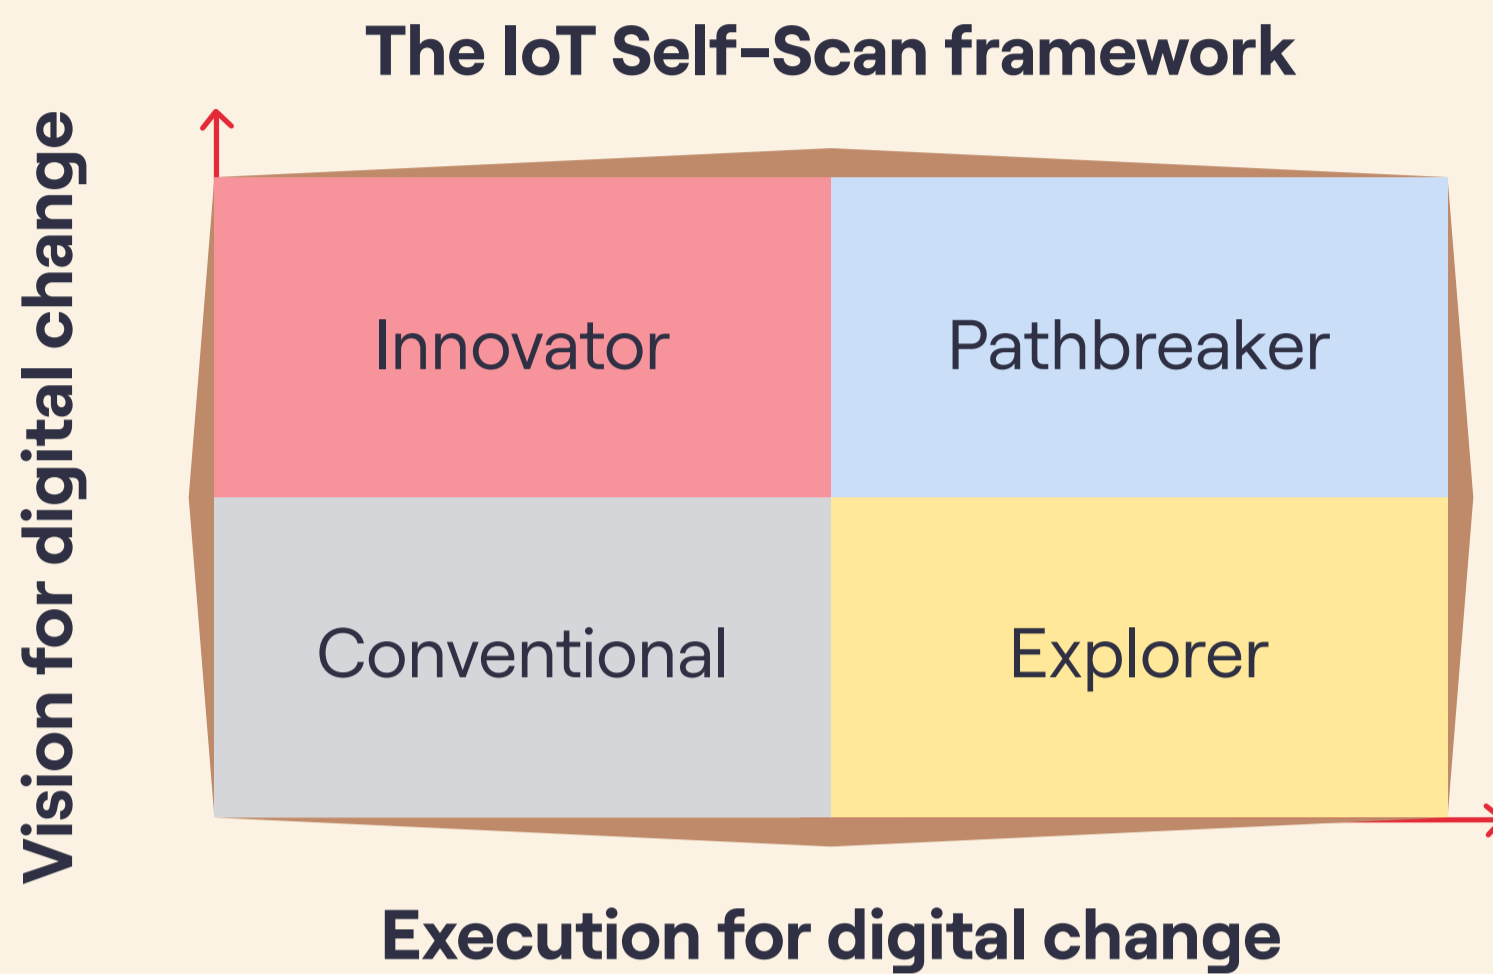 The IoT Self-Scan framework
Vision for digital change
Innovator
Pathbreaker
Conventional
Explorer
Execution for digital change